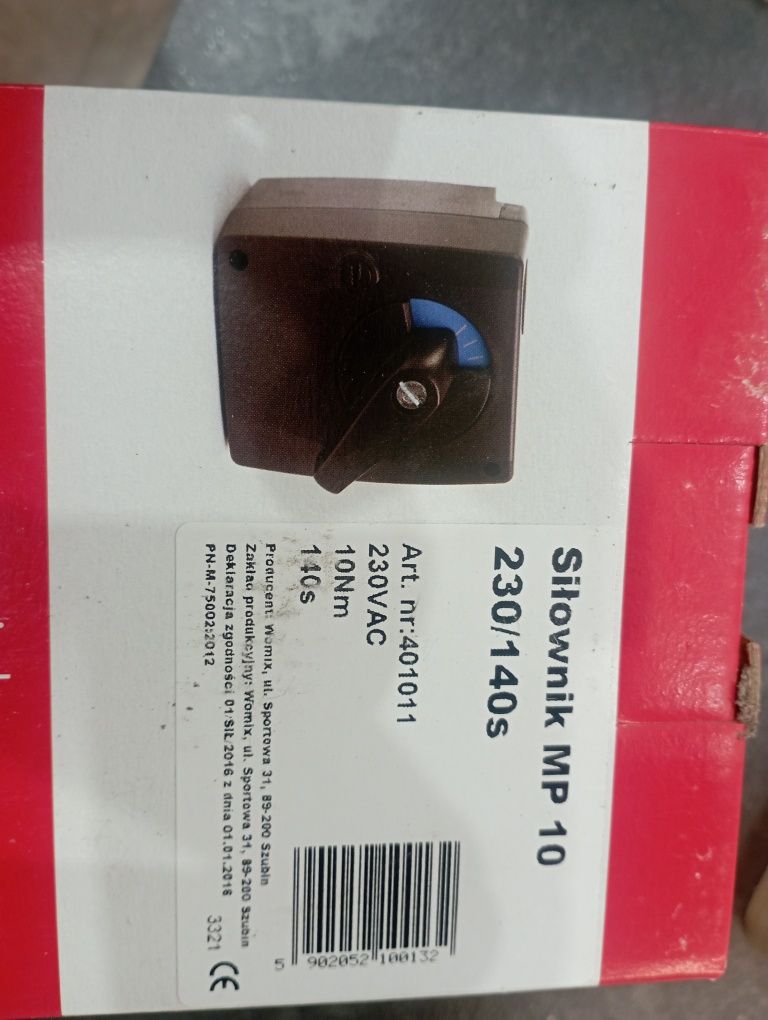 Siłownik MP 10
230/140s
Art. nr:401011
230VAC
10Nm
140s
Producent: Womix, ul. Sportowa 31, 89-200 Szubin
Zakład produkcyjny: Womix, ul. Sportowa 31, 89-200 Szubin
Deklaracja zgodności 01/SIŁ/2016 z dnia 01.01.2016
PN-M-75002:2012
3321 CE
5 902052 100132